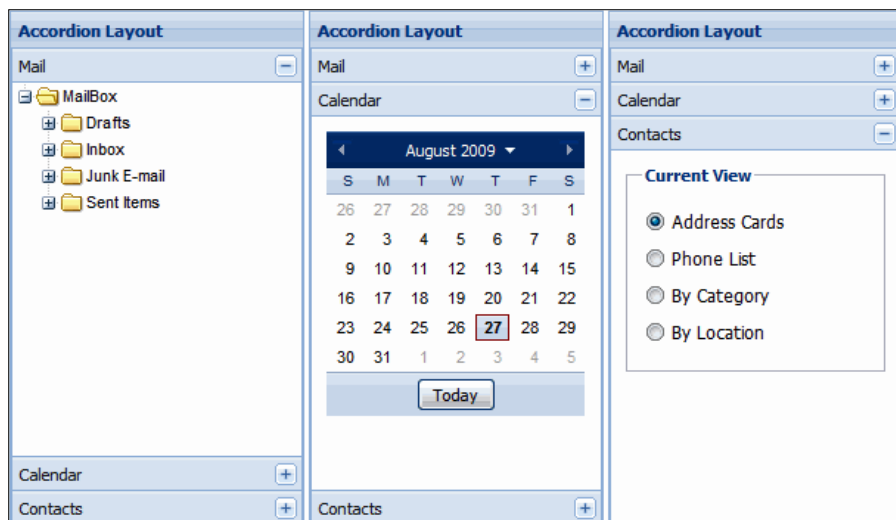 Accordion Layout
Mail
MailBox
Drafts
Inbox
Junk E-mail
Sent Items
Calendar
Contacts
Accordion Layout
Mail
Calendar
August 2009
S M T W T F S
26 27 28 29 30 31 1
2 3 4 5 6 7 8
9 10 11 12 13 14 15
16 17 18 19 20 21 22
23 24 25 26 27 28 29
30 31 1 2 3 4 5
Today
Contacts
Accordion Layout
Mail
Calendar
Contacts
Current View
Address Cards
Phone List
By Category
By Location